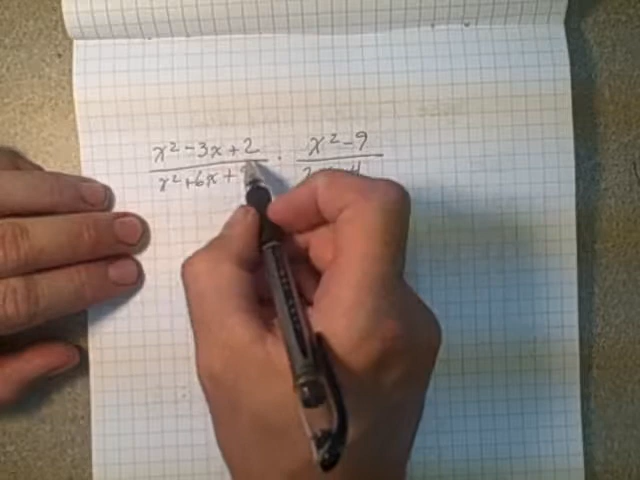 x² - 3x + 2 · x² - 9
x² + 6x +